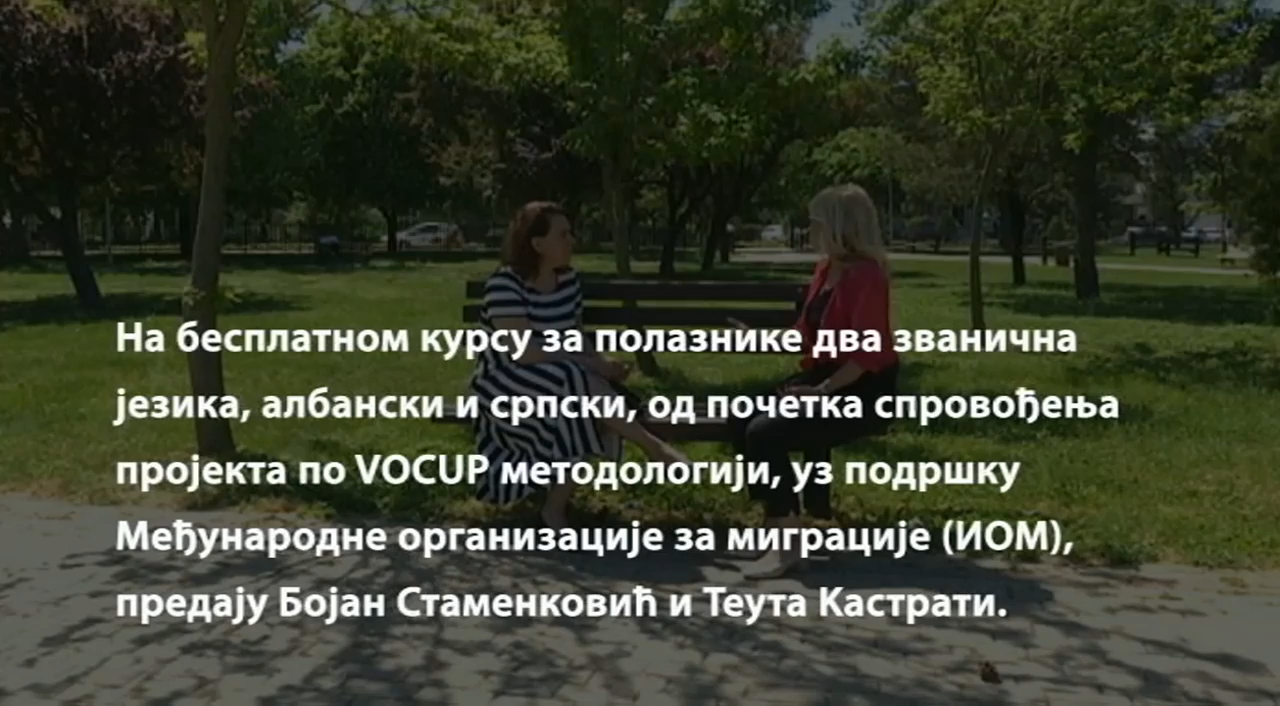 На бесплатном курсу за полазнике два званична
језика, албански и српски, од почетка спровођења
пројекта по VOCUP методологији, уз подршку
Међународне организације за миграције (ИОМ),
предају Бојан Стаменковић и Теута Кастрати.